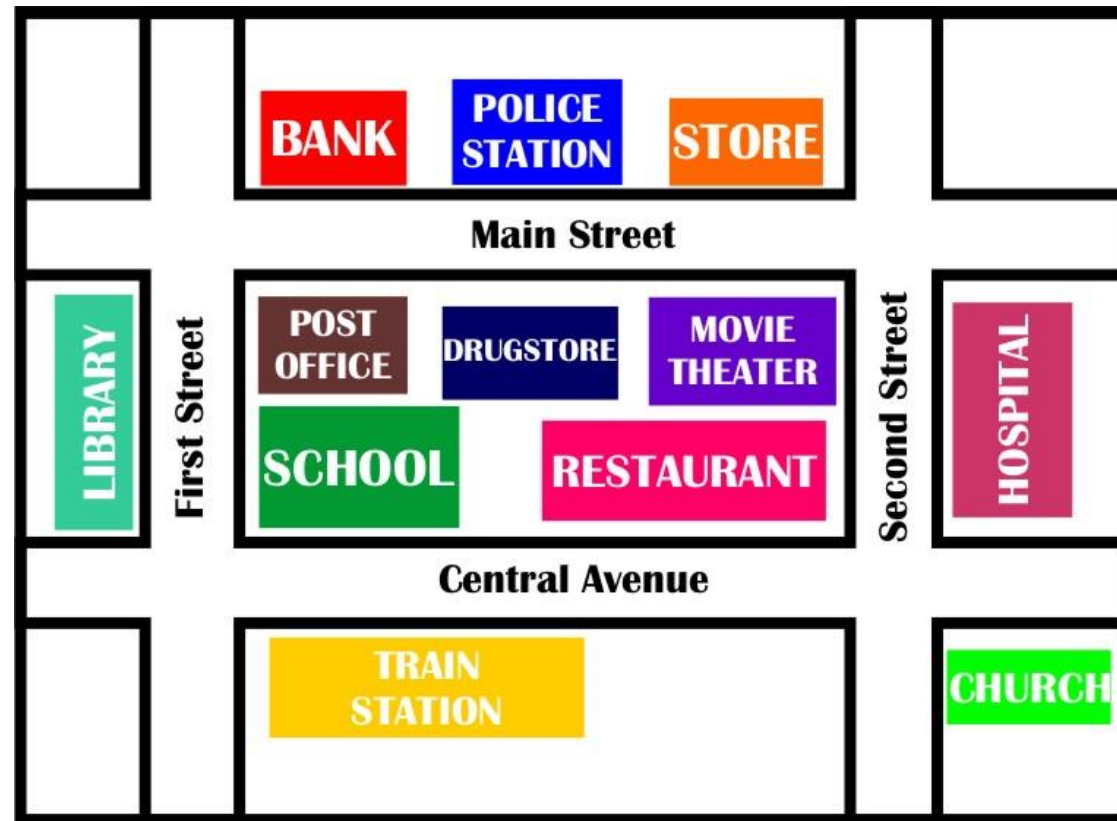 BANK
POLICE
STATION
STORE
Main Street
LIBRARY
First Street
POST
OFFICE
DRUGSTORE
MOVIE
THEATER
SCHOOL
RESTAURANT
Second Street
HOSPITAL
Central Avenue
TRAIN
STATION
CHURCH